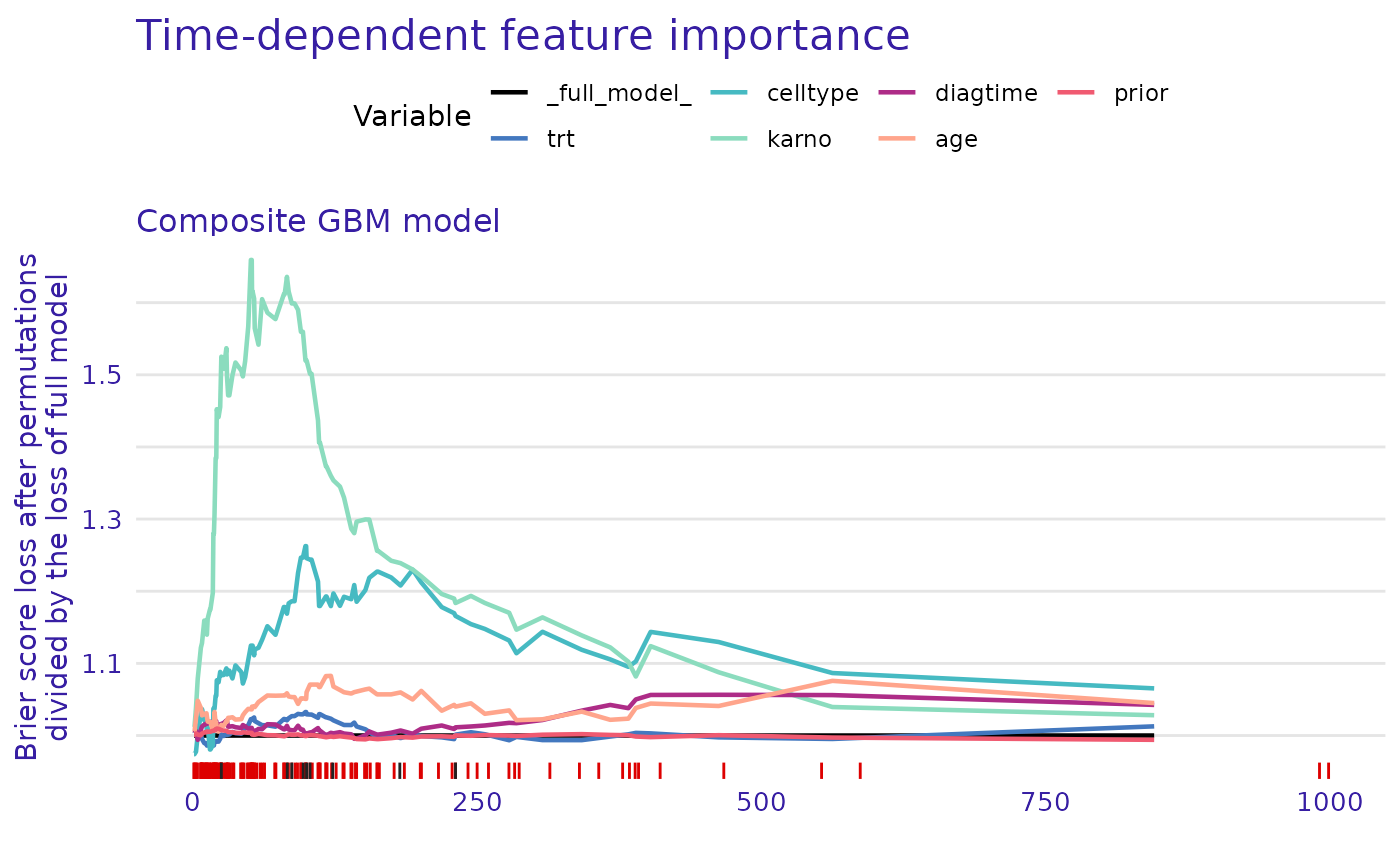 Time-dependent feature importance
Variable
_full_model_ celltype diagtime prior
trt karno age
Composite GBM model
Brier score loss after permutations
divided by the loss of full model
1.5
1.3
1.1
0 250 500 750 1000